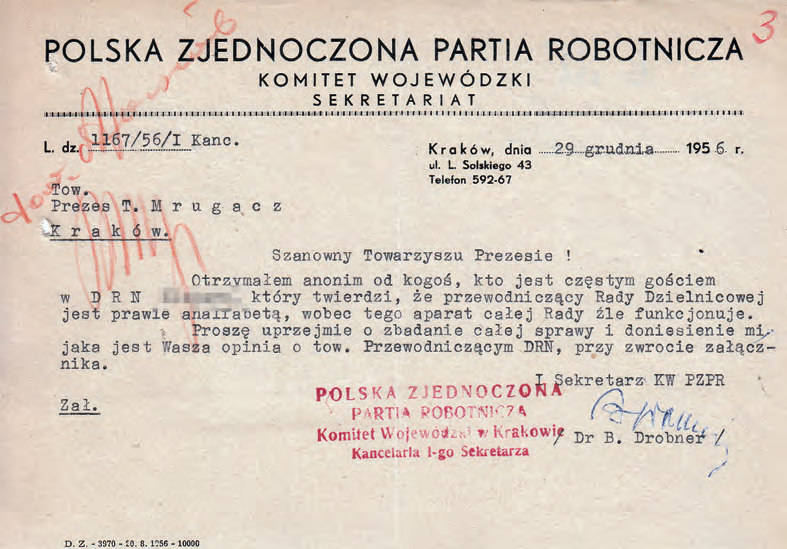 3
POLSKA ZJEDNOCZONA PARTIA ROBOTNICZA
KOMITET WOJEWÓDZKI
SEKRETARIAT
L. dz. 1167/56/I Kanc.
Kraków, dnia 29 grudnia 1956 r.
ul. L. Solskiego 43
Telefon 592-67
Tow.
Prezes T. M r u g a c z
K r a k ó w.
Szanowny Towarzyszu Prezesie !
Otrzymałem anonim od kogoś, kto jest częstym gościem
w D R N który twierdzi, że przewodniczący Rady Dzielnicowej
jest prawie analfabetą, wobec tego aparat całej Rady źle funkcjonuje.
Proszę uprzejmie o zbadanie całej sprawy i doniesienie mi,
jaka jest Wasza opinia o tow. Przewodniczącym DRN, przy zwrocie załącz-
nika.
I Sekretarz KW PZPR
Zał.
POLSKA ZJEDNOCZONA
PARTIA ROBOTNICZA
Komitet Wojewódzki w Krakowie
Kancelaria I-go Sekretarza
/ Dr B. Drobner /
D. Z. - 3970 - 20. 8. 1956 - 10000